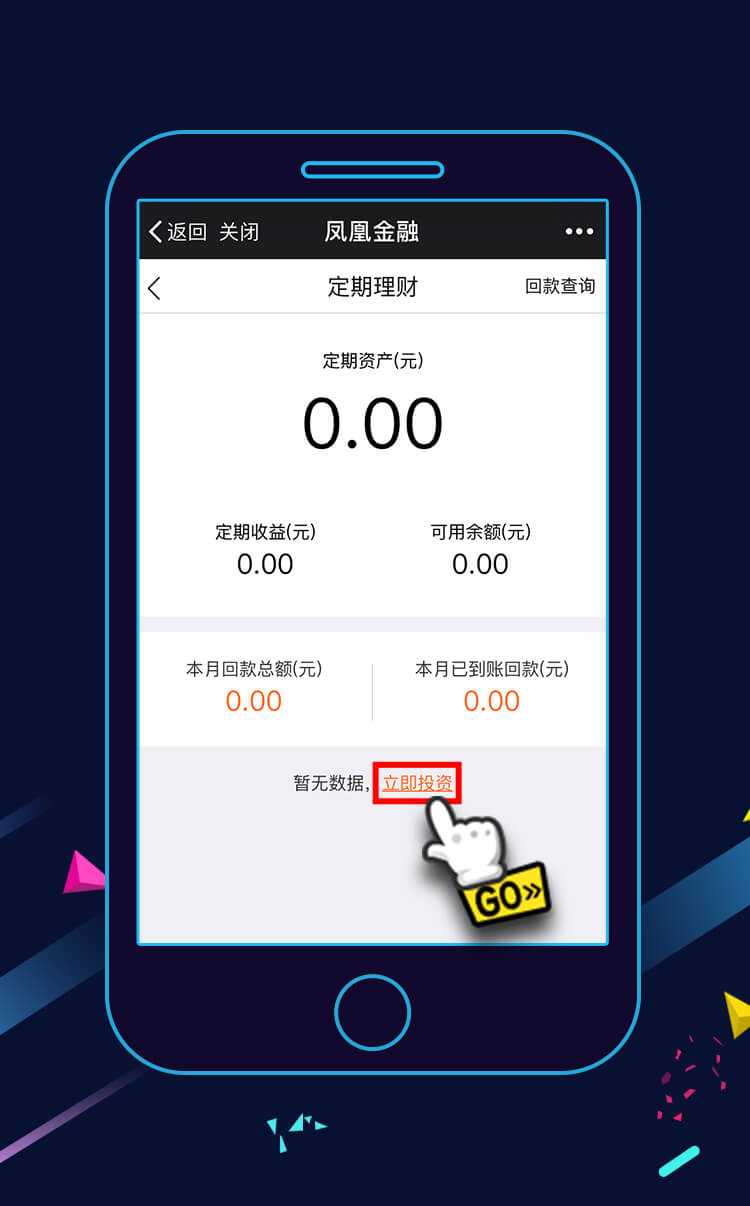 返回 关闭 凤凰金融
定期理财 回款查询
定期资产(元)
0.00
定期收益(元) 可用余额(元)
0.00 0.00
本月回款总额(元) 本月已到账回款(元)
0.00 0.00
暂无数据,立即投资
GO»